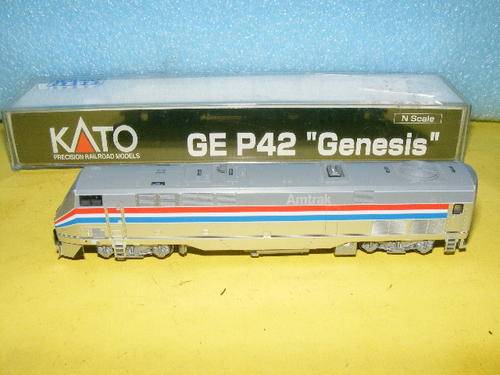 N Scale
KATO GE P42 "Genesis"
PRECISION RAILROAD MODELS
Amtrak